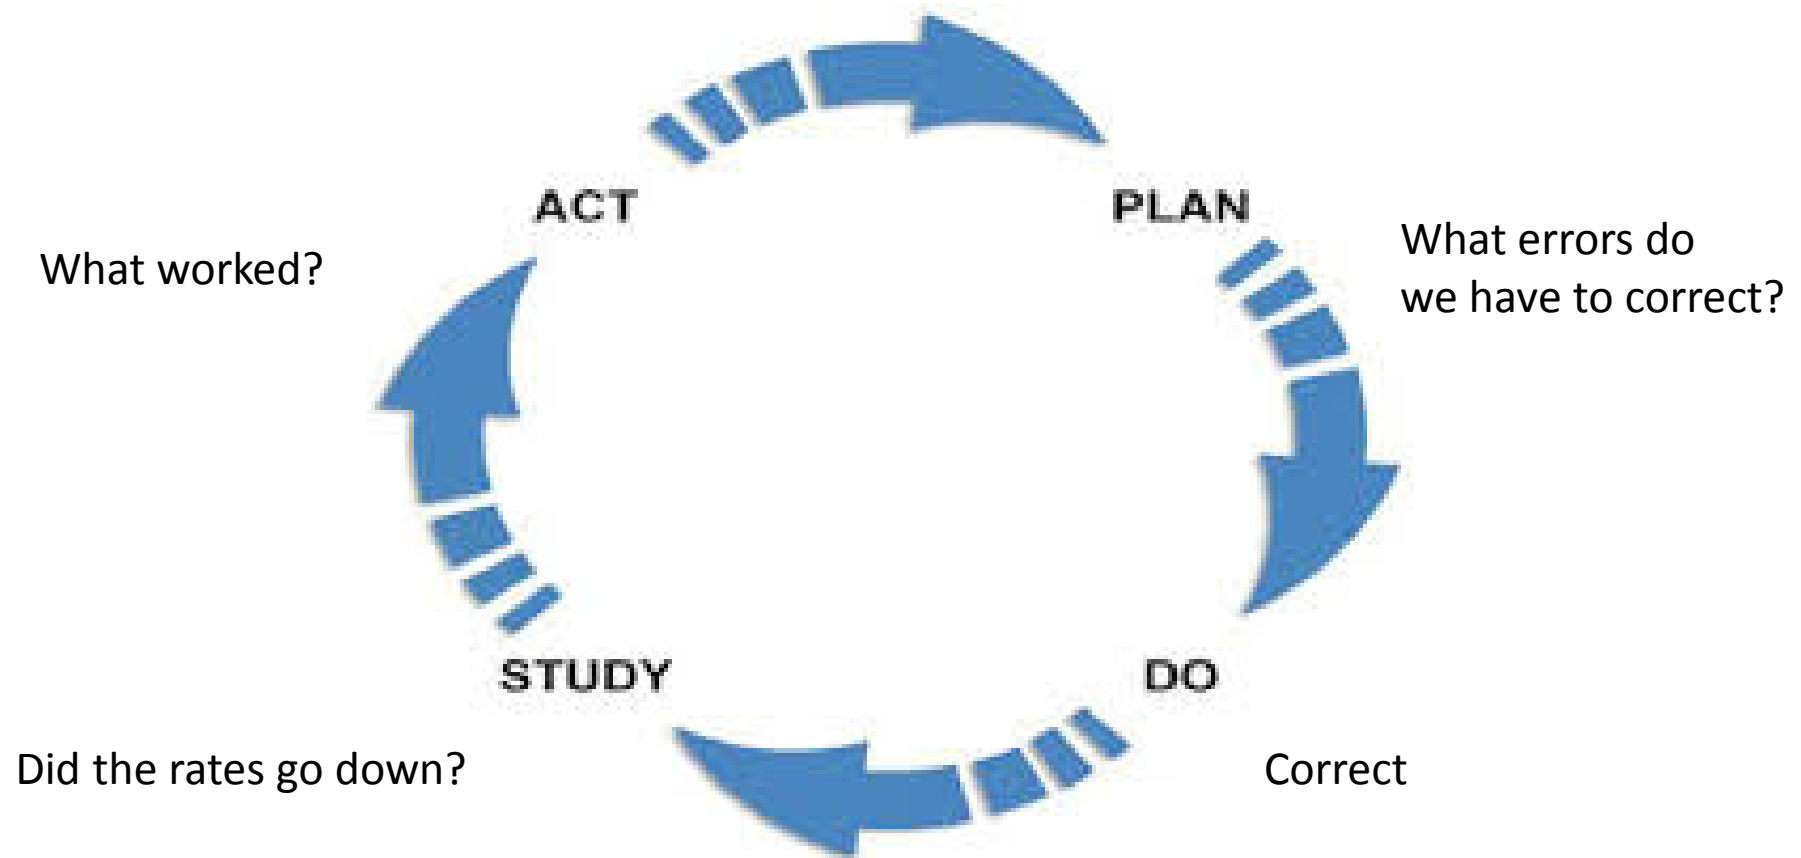 ACT
PLAN
What worked?
What errors do
we have to correct?
STUDY
DO
Did the rates go down?
Correct